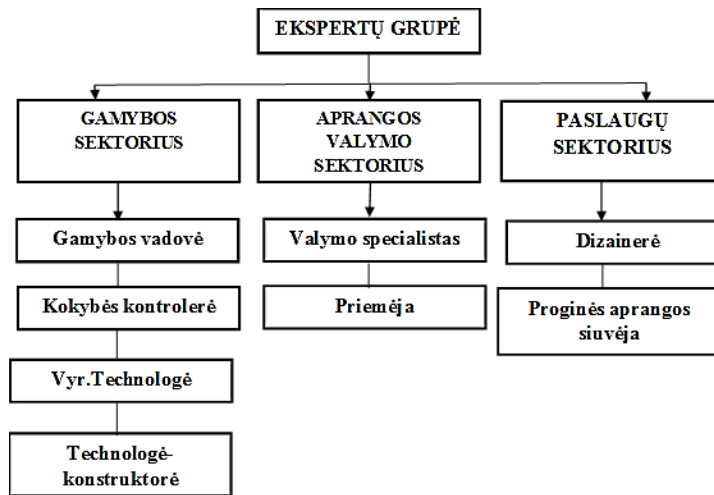 EKSPERTŲ GRUPĖ
GAMYBOS
SEKTORIUS
APRANGOS
VALYMO
SEKTORIUS
PASLAUGŲ
SEKTORIUS
Gamybos vadovė
Valymo specialistas
Dizainerė
Kokybės kontrolerė
Priemėja
Proginės aprangos
siuvėja
Vyr.Technologė
Technologė-
konstruktorė